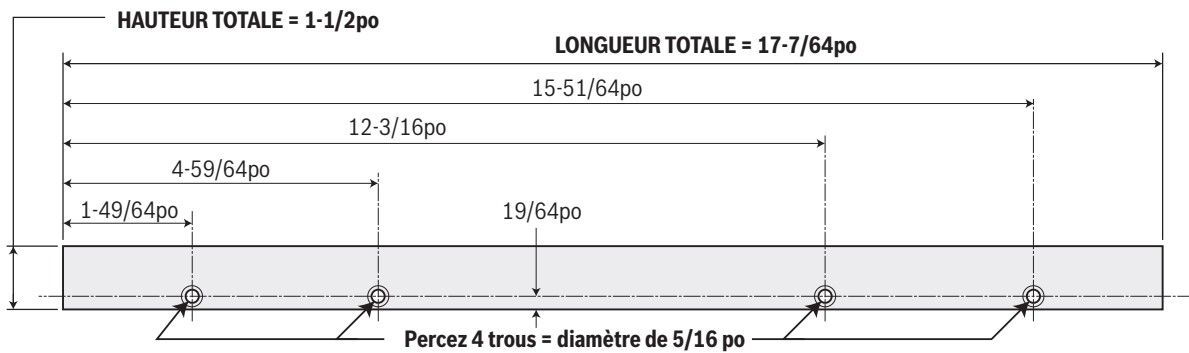 HAUTEUR TOTALE = 1-1/2po
LONGUEUR TOTALE = 17-7/64po
15-51/64po
12-3/16po
4-59/64po
1-49/64po
19/64po
Percez 4 trous = diamètre de 5/16 po